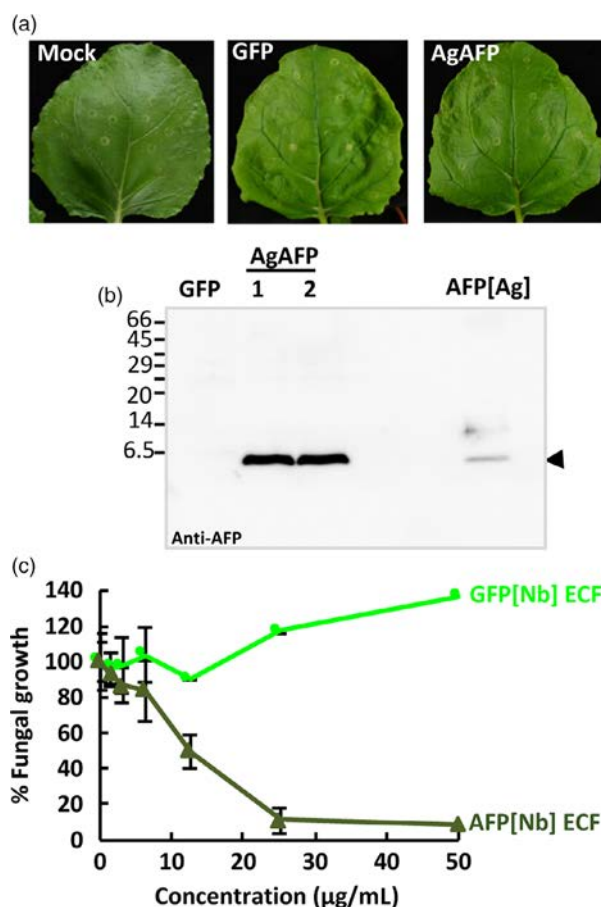 (a)
Mock GFP AgAFP
AgAFP
(b) GFP 1 2 AFP[Ag]
66
45
29
20
14
6.5
Anti-AFP
(c)
140
120
100
80
60
40
20
0
% Fungal growth
GFP[Nb] ECF
AFP[Nb] ECF
0 10 20 30 40 50
Concentration (µg/mL)